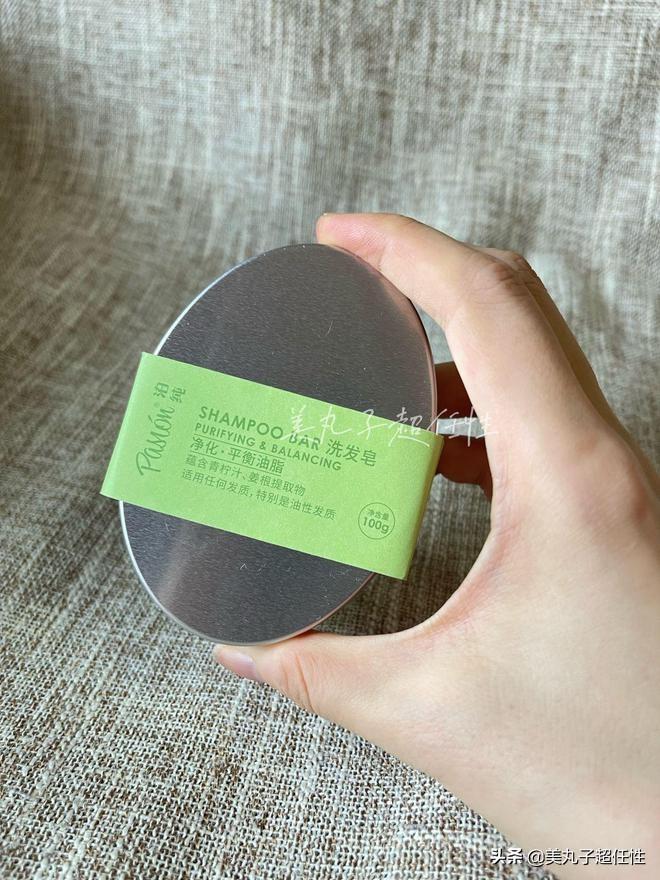 Pasión® 泊纯
SHAMPOO BAR 洗发皂
PURIFYING & BALANCING
净化·平衡油脂
蕴含青柠汁、姜根提取物
适用任何发质，特别是油性发质
净含量
100g
美丸子超任性
头条 @美丸子超任性